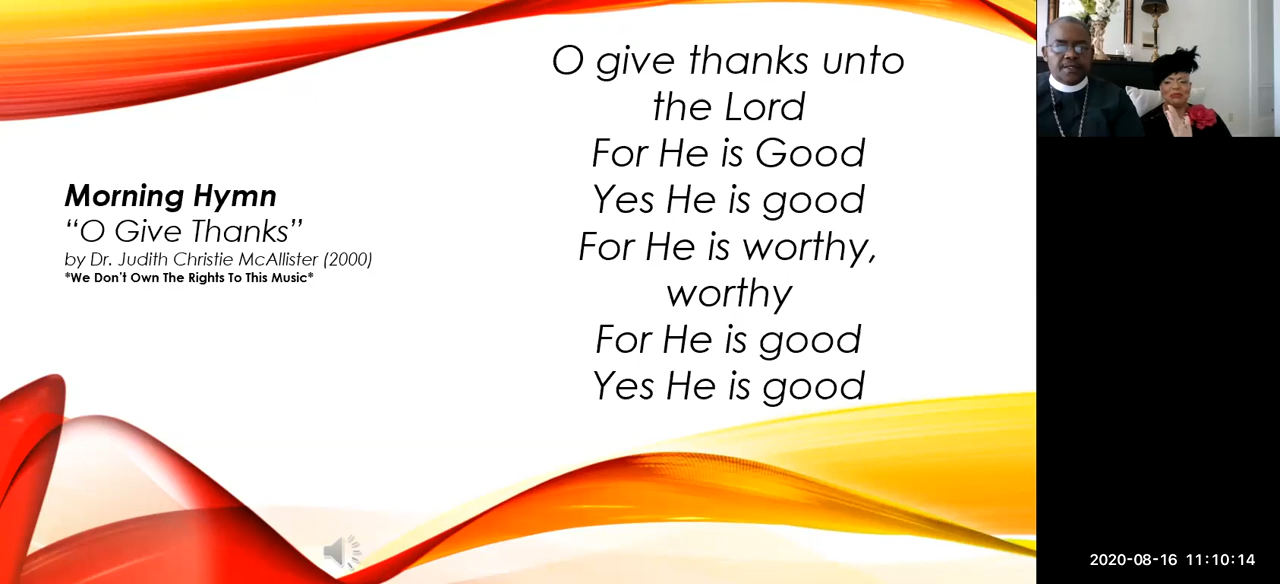 Morning Hymn
“O Give Thanks”
by Dr. Judith Christie McAllister (2000)
*We Don’t Own The Rights To This Music*
O give thanks unto
the Lord
For He is Good
Yes He is good
For He is worthy,
worthy
For He is good
Yes He is good
2020-08-16 11:10:14